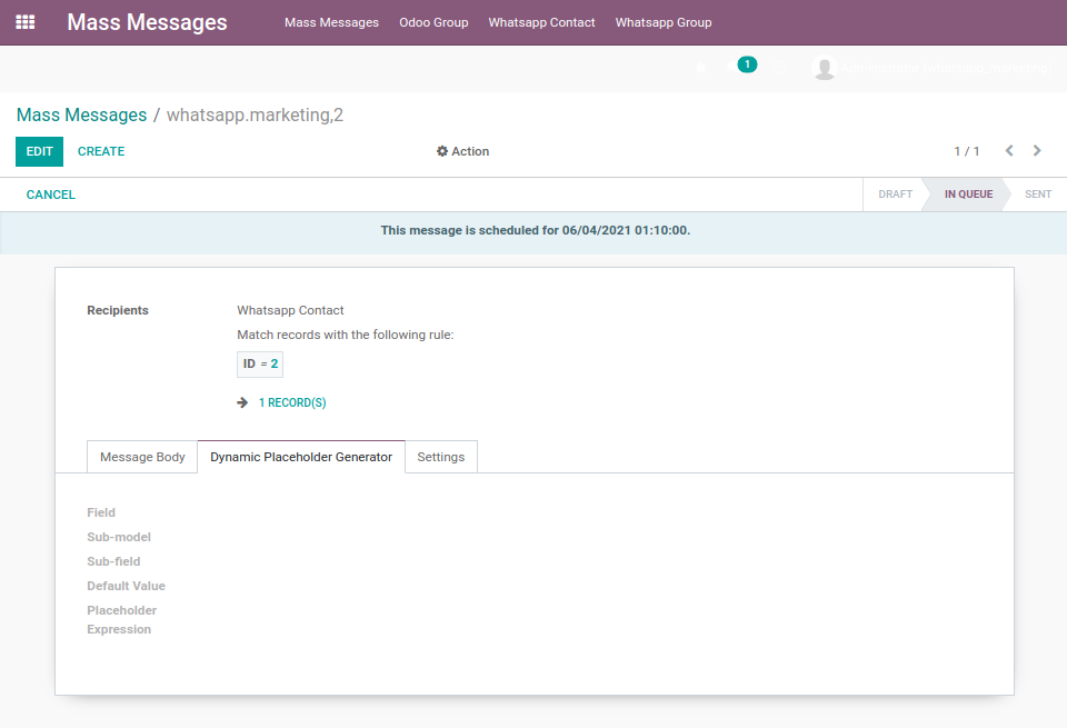 Mass Messages
Mass Messages Odoo Group Whatsapp Contact Whatsapp Group
1
Mass Messages / whatsapp.marketing,2
EDIT CREATE Action 1 / 1
CANCEL DRAFT IN QUEUE SENT
This message is scheduled for 06/04/2021 01:10:00.
Recipients Whatsapp Contact
Match records with the following rule:
ID = 2
1 RECORD(S)
Message Body Dynamic Placeholder Generator Settings
Field
Sub-model
Sub-field
Default Value
Placeholder
Expression